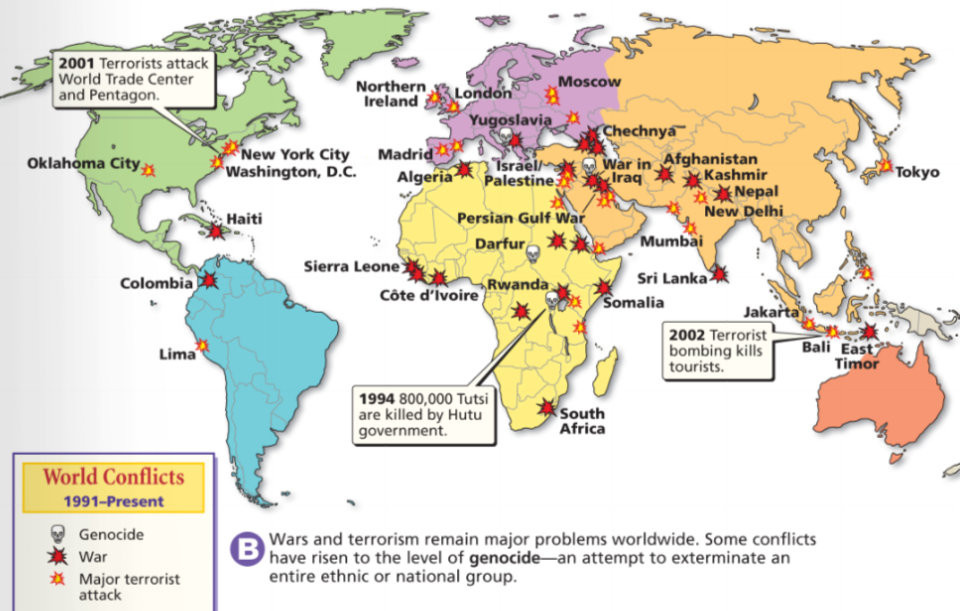 2001 Terrorists attack
World Trade Center
and Pentagon.
Northern
Ireland
London
Moscow
Yugoslavia
Chechnya
Oklahoma City
New York City
Washington, D.C.
Madrid
Algeria
Israel/
Palestine
War in
Iraq
Afghanistan
Kashmir
Nepal
New Delhi
Tokyo
Haiti
Persian Gulf War
Darfur
Mumbai
Colombia
Sierra Leone
Côte d'Ivoire
Rwanda
Somalia
Sri Lanka
Jakarta
Lima
2002 Terrorist
bombing kills
tourists.
Bali
East
Timor
1994 800,000 Tutsi
are killed by Hutu
government.
South
Africa
World Conflicts
1991–Present
Genocide
War
Major terrorist
attack
B
Wars and terrorism remain major problems worldwide. Some conflicts
have risen to the level of genocide—an attempt to exterminate an
entire ethnic or national group.